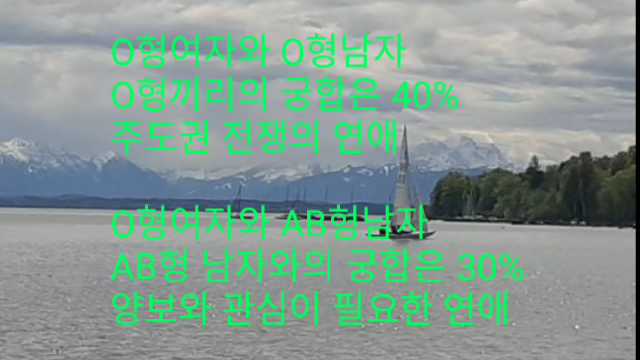 O형여자와 O형남자
O형끼리의 궁합은 40%
주도권 전쟁의 연애
O형여자와 AB형남자
AB형 남자와의 궁합은 30%
양보와 관심이 필요한 연애